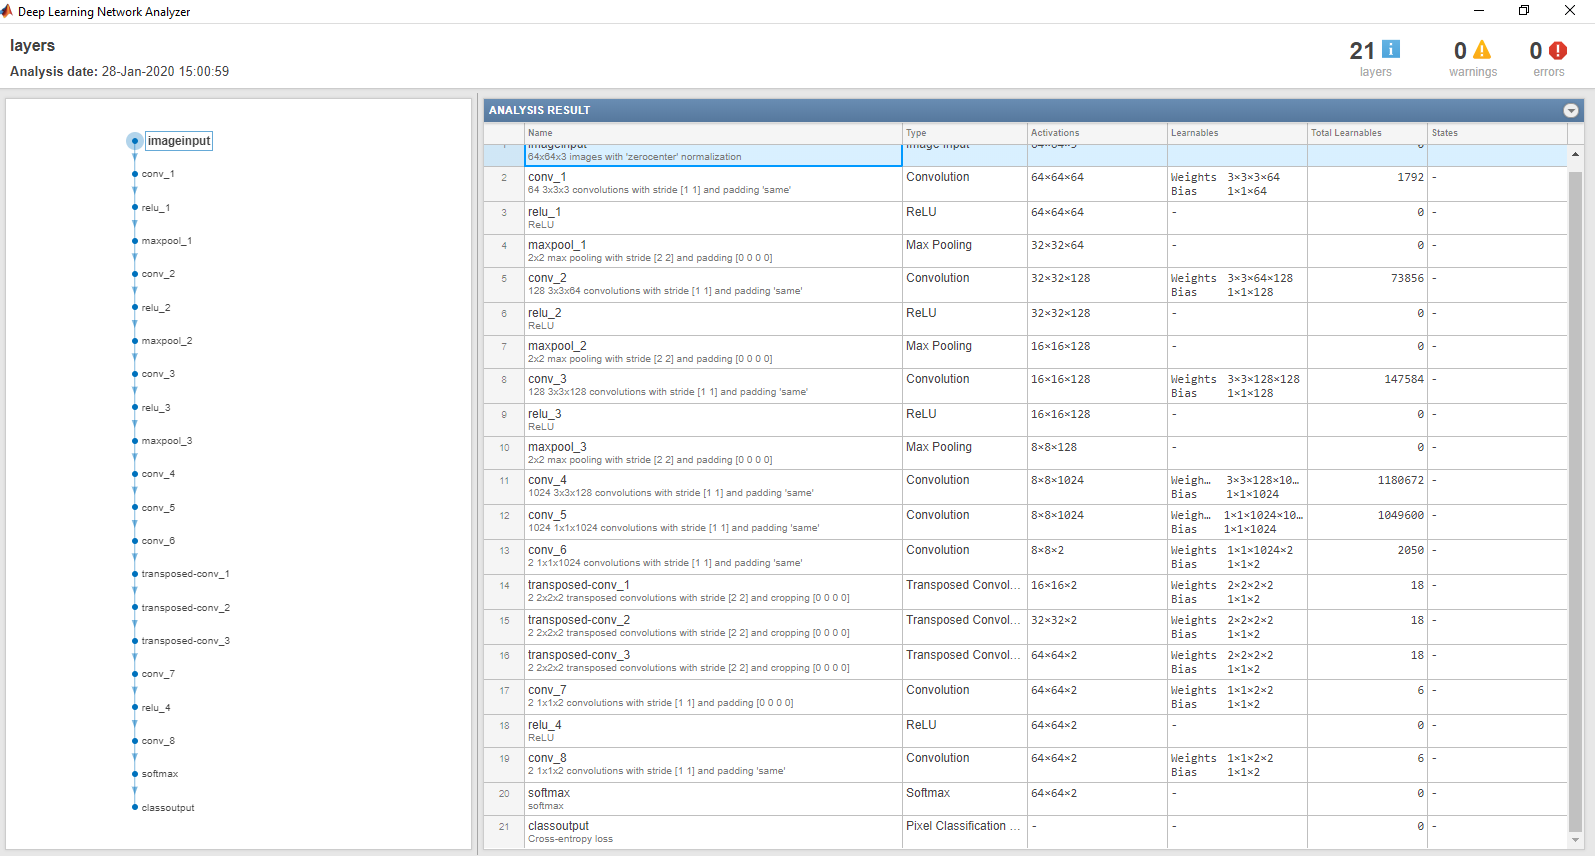 Deep Learning Network Analyzer
layers
Analysis date: 28-Jan-2020 15:00:59
21 i
layers
0
warnings
0
errors
imageinput
conv_1
relu_1
maxpool_1
conv_2
relu_2
maxpool_2
conv_3
relu_3
maxpool_3
conv_4
conv_5
conv_6
transposed-conv_1
transposed-conv_2
transposed-conv_3
conv_7
relu_4
conv_8
softmax
classoutput
ANALYSIS RESULT
Name Type Activations Learnables Total Learnables States
1 imageinput Image Input 64×64×3 - 0 -
64x64x3 images with 'zerocenter' normalization
2 conv_1 Convolution 64×64×64 Weights 3×3×3×64 1792 -
64 3x3x3 convolutions with stride [1 1] and padding 'same' Bias 1×1×64
3 relu_1 ReLU 64×64×64 - 0 -
ReLU
4 maxpool_1 Max Pooling 32×32×64 - 0 -
2x2 max pooling with stride [2 2] and padding [0 0 0 0]
5 conv_2 Convolution 32×32×128 Weights 3×3×64×128 73856 -
128 3x3x64 convolutions with stride [1 1] and padding 'same' Bias 1×1×128
6 relu_2 ReLU 32×32×128 - 0 -
ReLU
7 maxpool_2 Max Pooling 16×16×128 - 0 -
2x2 max pooling with stride [2 2] and padding [0 0 0 0]
8 conv_3 Convolution 16×16×128 Weights 3×3×128×128 147584 -
128 3x3x128 convolutions with stride [1 1] and padding 'same' Bias 1×1×128
9 relu_3 ReLU 16×16×128 - 0 -
ReLU
10 maxpool_3 Max Pooling 8×8×128 - 0 -
2x2 max pooling with stride [2 2] and padding [0 0 0 0]
11 conv_4 Convolution 8×8×1024 Weigh… 3×3×128×10… 1180672 -
1024 3x3x128 convolutions with stride [1 1] and padding 'same' Bias 1×1×1024
12 conv_5 Convolution 8×8×1024 Weigh… 1×1×1024×10… 1049600 -
1024 1x1x1024 convolutions with stride [1 1] and padding 'same' Bias 1×1×1024
13 conv_6 Convolution 8×8×2 Weights 1×1×1024×2 2050 -
2 1x1x1024 convolutions with stride [1 1] and padding 'same' Bias 1×1×2
14 transposed-conv_1 Transposed Convol… 16×16×2 Weights 2×2×2×2 18 -
2 2x2x2 transposed convolutions with stride [2 2] and cropping [0 0 0 0] Bias 1×1×2
15 transposed-conv_2 Transposed Convol… 32×32×2 Weights 2×2×2×2 18 -
2 2x2x2 transposed convolutions with stride [2 2] and cropping [0 0 0 0] Bias 1×1×2
16 transposed-conv_3 Transposed Convol… 64×64×2 Weights 2×2×2×2 18 -
2 2x2x2 transposed convolutions with stride [2 2] and cropping [0 0 0 0] Bias 1×1×2
17 conv_7 Convolution 64×64×2 Weights 1×1×2×2 6 -
2 1x1x2 convolutions with stride [1 1] and padding [0 0 0 0] Bias 1×1×2
18 relu_4 ReLU 64×64×2 - 0 -
ReLU
19 conv_8 Convolution 64×64×2 Weights 1×1×2×2 6 -
2 1x1x2 convolutions with stride [1 1] and padding 'same' Bias 1×1×2
20 softmax Softmax 64×64×2 - 0 -
softmax
21 classoutput Pixel Classification … - - 0 -
Cross-entropy loss